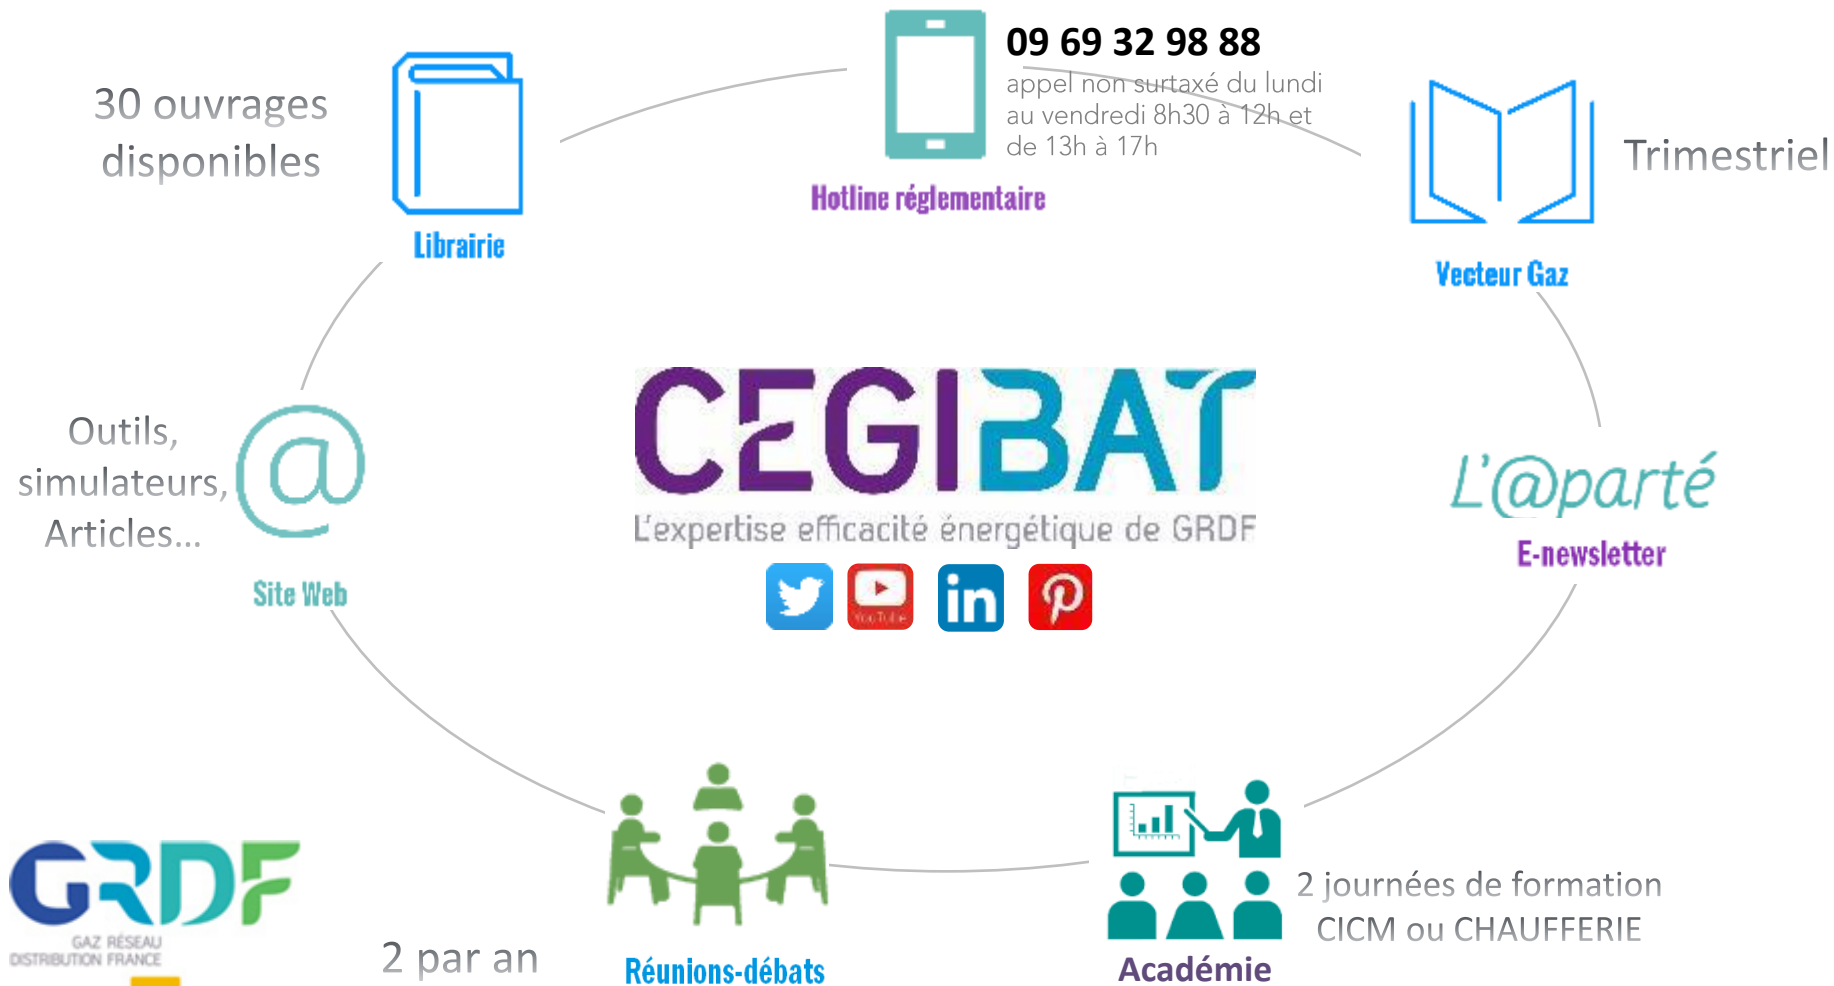 09 69 32 98 88
appel non surtaxé du lundi
au vendredi 8h30 à 12h et
de 13h à 17h
Hotline réglementaire
30 ouvrages
disponibles
Librairie
Trimestriel
Vecteur Gaz
Outils,
simulateurs,
Articles...
@
Site Web
CEGIBAT
L'expertise efficacité énergétique de GRDF
YouTube
in
L'@parté
E-newsletter
GRDF
GAZ RÉSEAU
DISTRIBUTION FRANCE
2 par an
Réunions-débats
2 journées de formation
CICM ou CHAUFFERIE
Académie